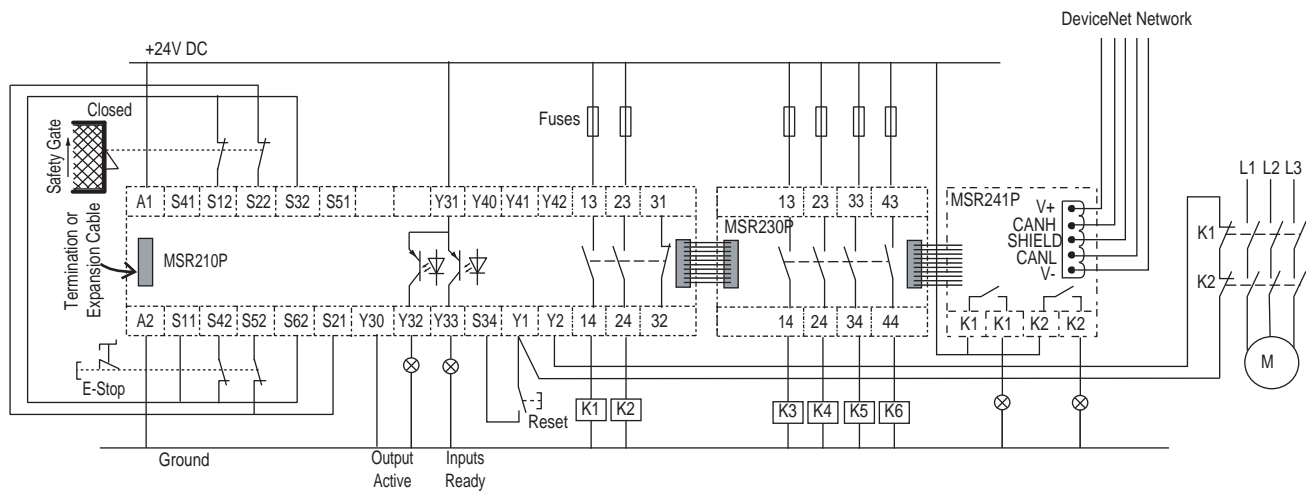 DeviceNet Network
+24V DC
Closed
Safety Gate
Fuses
L1 L2 L3
A1 S41 S12 S22 S32 S51 Y31 Y40 Y41 Y42 13 23 31
13 23 33 43
MSR241P
V+
CANH
SHIELD
CANL
V-
K1
K2
Termination or
Expansion Cable
MSR210P
MSR230P
A2 S11 S42 S52 S62 S21 Y30 Y32 Y33 S34 Y1 Y2 14 24 32
14 24 34 44
K1 K1 K2 K2
M
E-Stop
Reset
K1 K2
K3 K4 K5 K6
Ground
Output
Active
Inputs
Ready